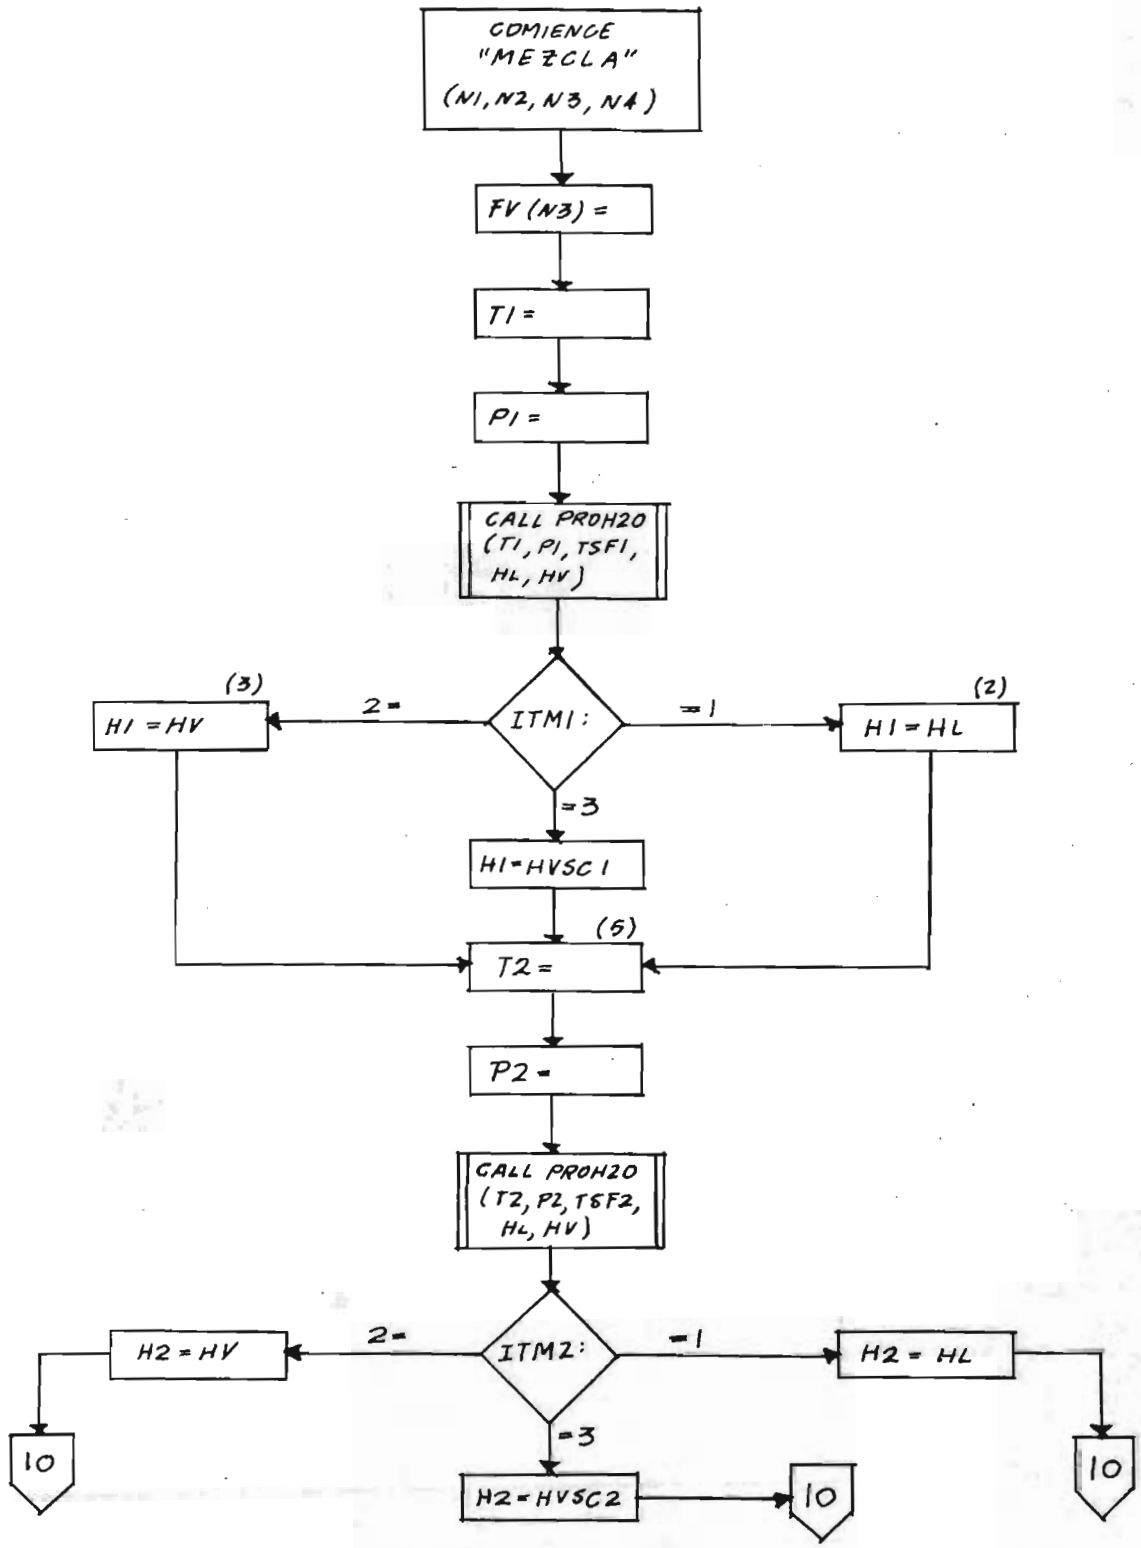 COMIENCE
"MEZCLA"
(N1, N2, N3, N4)
FV (N3) =
T1 =
P1 =
CALL PROH20
(T1, P1, TSF1,
HL, HV)
(3)
H1 = HV
2=
ITM1:
=1
(2)
H1 = HL
=3
H1=HVSC1
(5)
T2 =
P2 =
CALL PROH20
(T2, P2, TSF2,
HL, HV)
H2 = HV
2=
ITM2:
=1
H2 = HL
=3
10
H2=HVSC2
10
10